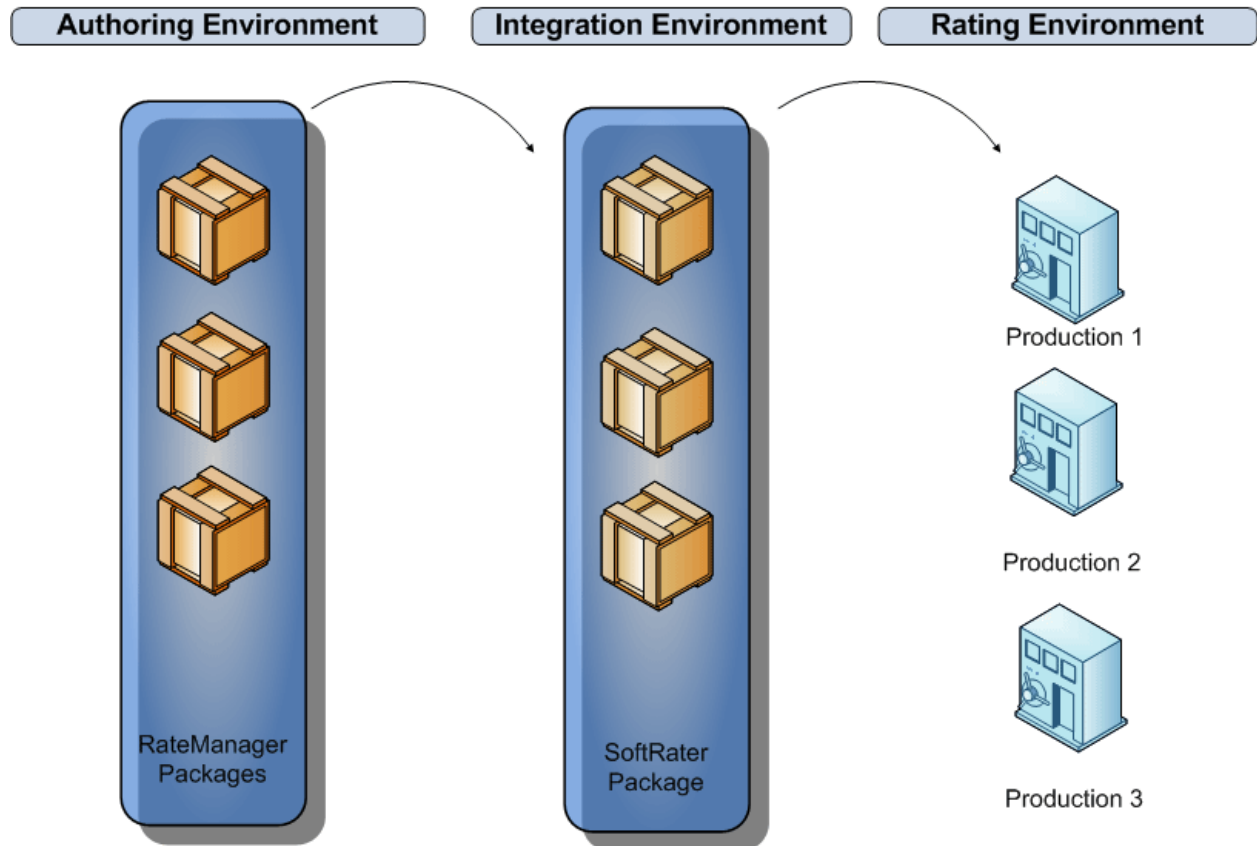 Authoring Environment
Integration Environment
Rating Environment
RateManager
Packages
SoftRater
Package
Production 1
Production 2
Production 3